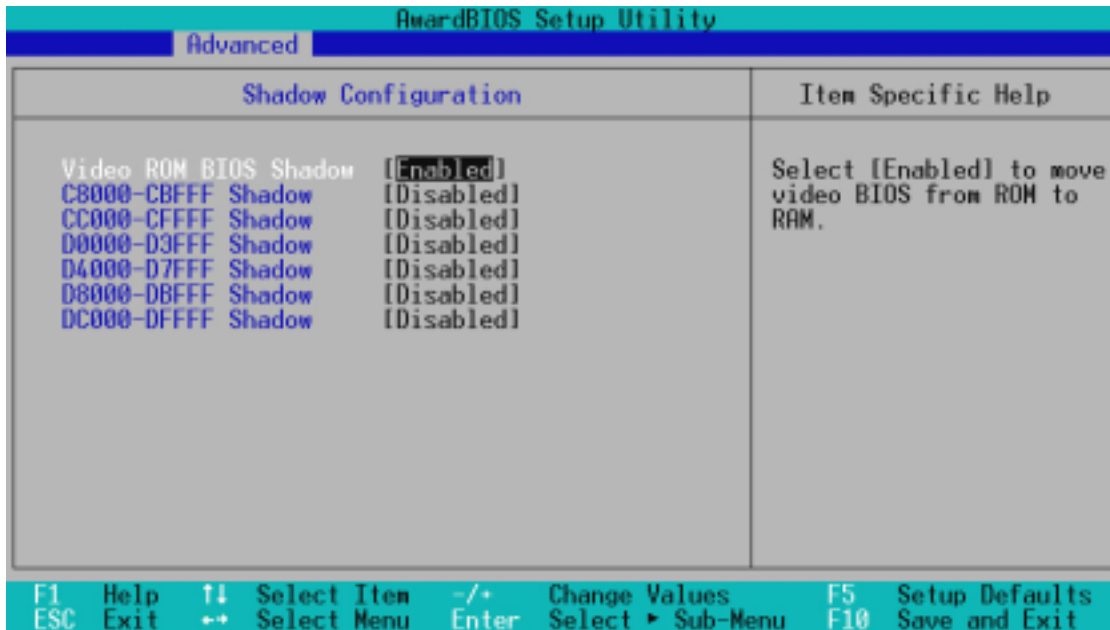 AwardBIOS Setup Utility
Advanced
Shadow Configuration
Item Specific Help
Video ROM BIOS Shadow [Enabled]
C8000-CBFFF Shadow [Disabled]
CC000-CFFFF Shadow [Disabled]
D0000-D3FFF Shadow [Disabled]
D4000-D7FFF Shadow [Disabled]
D8000-DBFFF Shadow [Disabled]
DC000-DFFFF Shadow [Disabled]
Select [Enabled] to move
video BIOS from ROM to
RAM.
F1 Help ↑↓ Select Item -/+ Change Values F5 Setup Defaults
ESC Exit ←→ Select Menu Enter Select ► Sub-Menu F10 Save and Exit